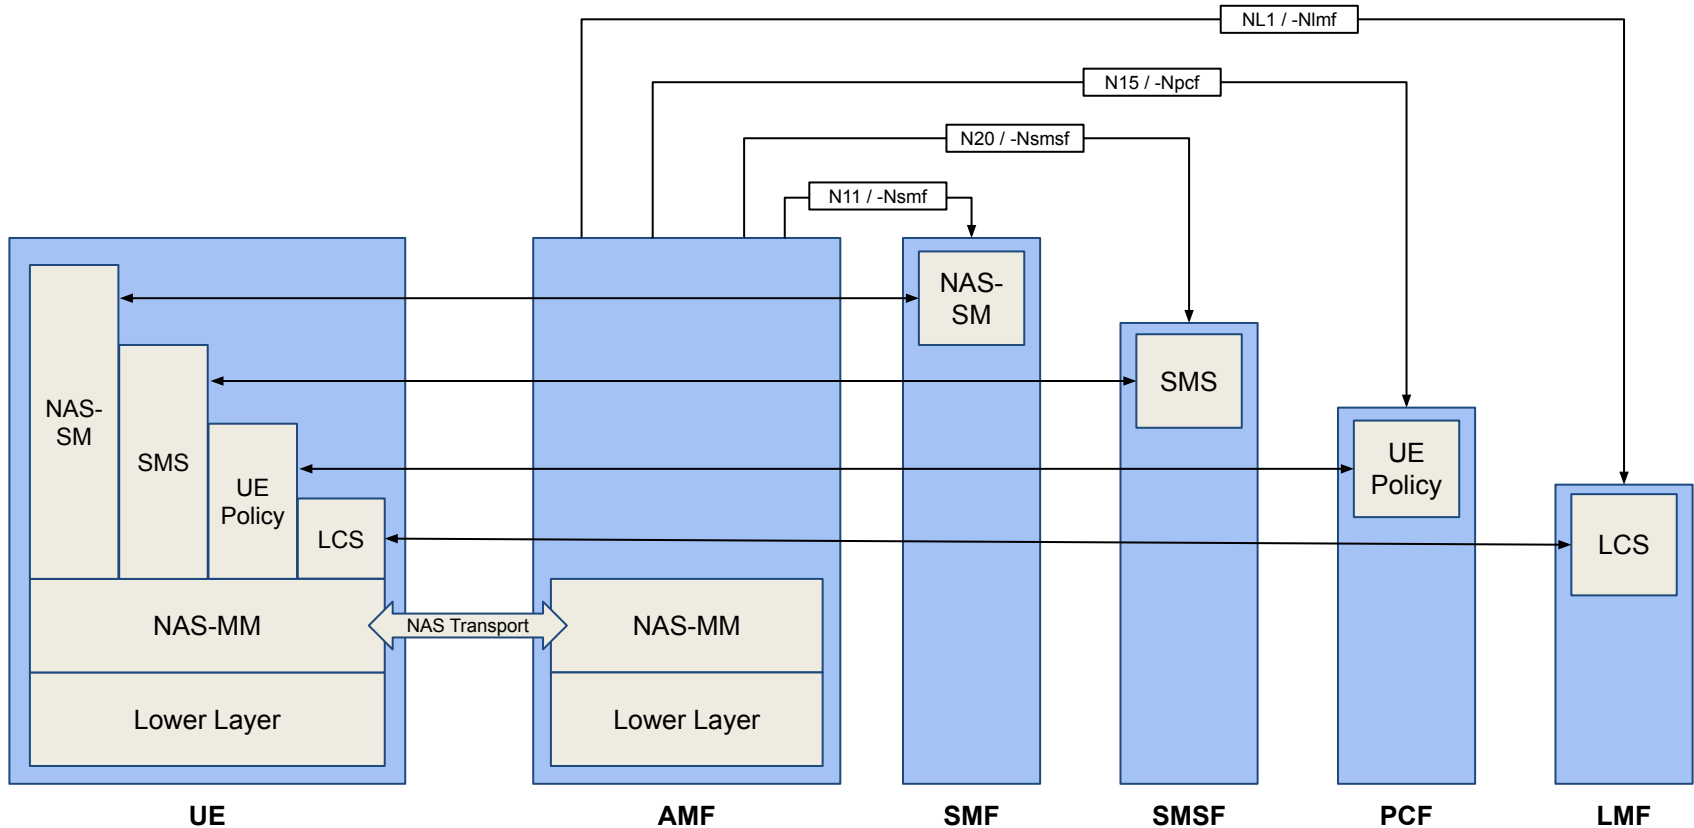 NL1 / -Nlmf
N15 / -Npcf
N20 / -Nsmsf
N11 / -Nsmf
NAS-
SM
SMS
UE
Policy
LCS
NAS-MM
Lower Layer
NAS Transport
NAS-MM
Lower Layer
NAS-
SM
SMS
UE
Policy
LCS
UE
AMF
SMF
SMSF
PCF
LMF